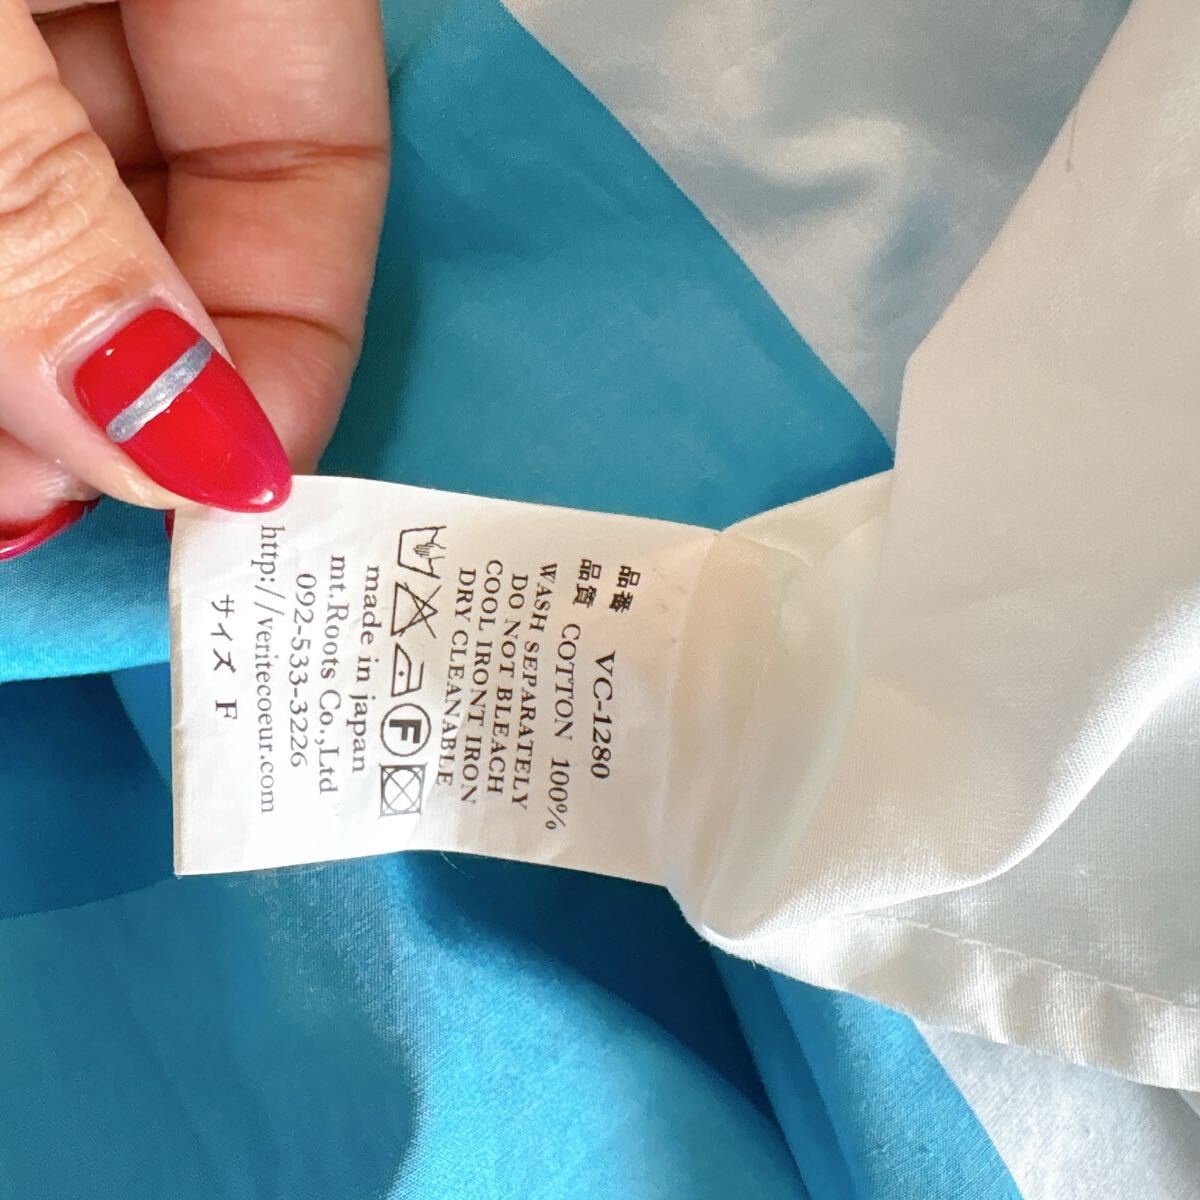 品番 VC-1280
品質 COTTON 100%
WASH SEPARATELY
DO NOT BLEACH
COOL IRONT IRON
DRY CLEANABLE
F
made in japan
mt.Roots Co.,Ltd
092-533-3226
http://veritecoeur.com
サイズ F